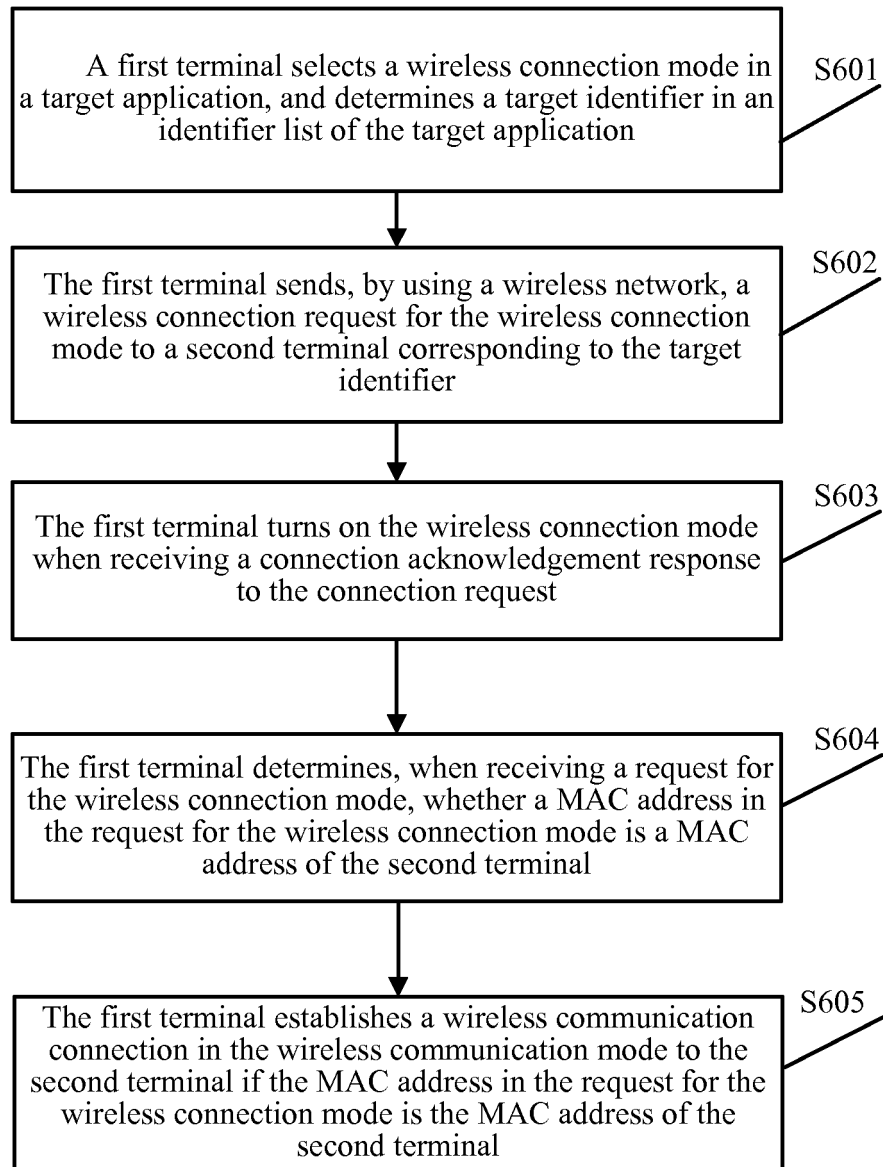 A first terminal selects a wireless connection mode in
a target application, and determines a target identifier in an
identifier list of the target application
S601
The first terminal sends, by using a wireless network, a
wireless connection request for the wireless connection
mode to a second terminal corresponding to the target
identifier
S602
The first terminal turns on the wireless connection mode
when receiving a connection acknowledgement response
to the connection request
S603
The first terminal determines, when receiving a request for
the wireless connection mode, whether a MAC address in
the request for the wireless connection mode is a MAC
address of the second terminal
S604
The first terminal establishes a wireless communication
connection in the wireless communication mode to the
second terminal if the MAC address in the request for the
wireless connection mode is the MAC address of the
second terminal
S605